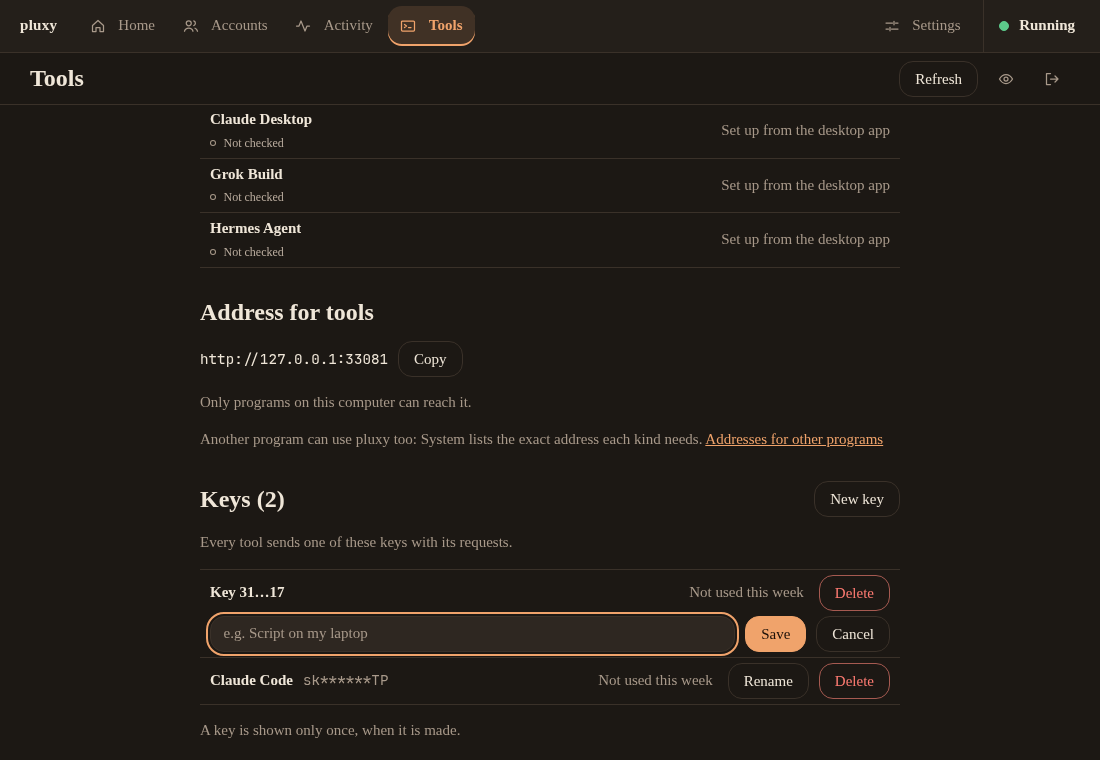 pluxy Home Accounts Activity Tools Settings Running
Tools Refresh
Claude Desktop Set up from the desktop app
Not checked
Grok Build Set up from the desktop app
Not checked
Hermes Agent Set up from the desktop app
Not checked
Address for tools
http://127.0.0.1:33081 Copy
Only programs on this computer can reach it.
Another program can use pluxy too: System lists the exact address each kind needs. Addresses for other programs
Keys (2) New key
Every tool sends one of these keys with its requests.
Key 31…17 Not used this week Delete
e.g. Script on my laptop Save Cancel
Claude Code sk******TP Not used this week Rename Delete
A key is shown only once, when it is made.